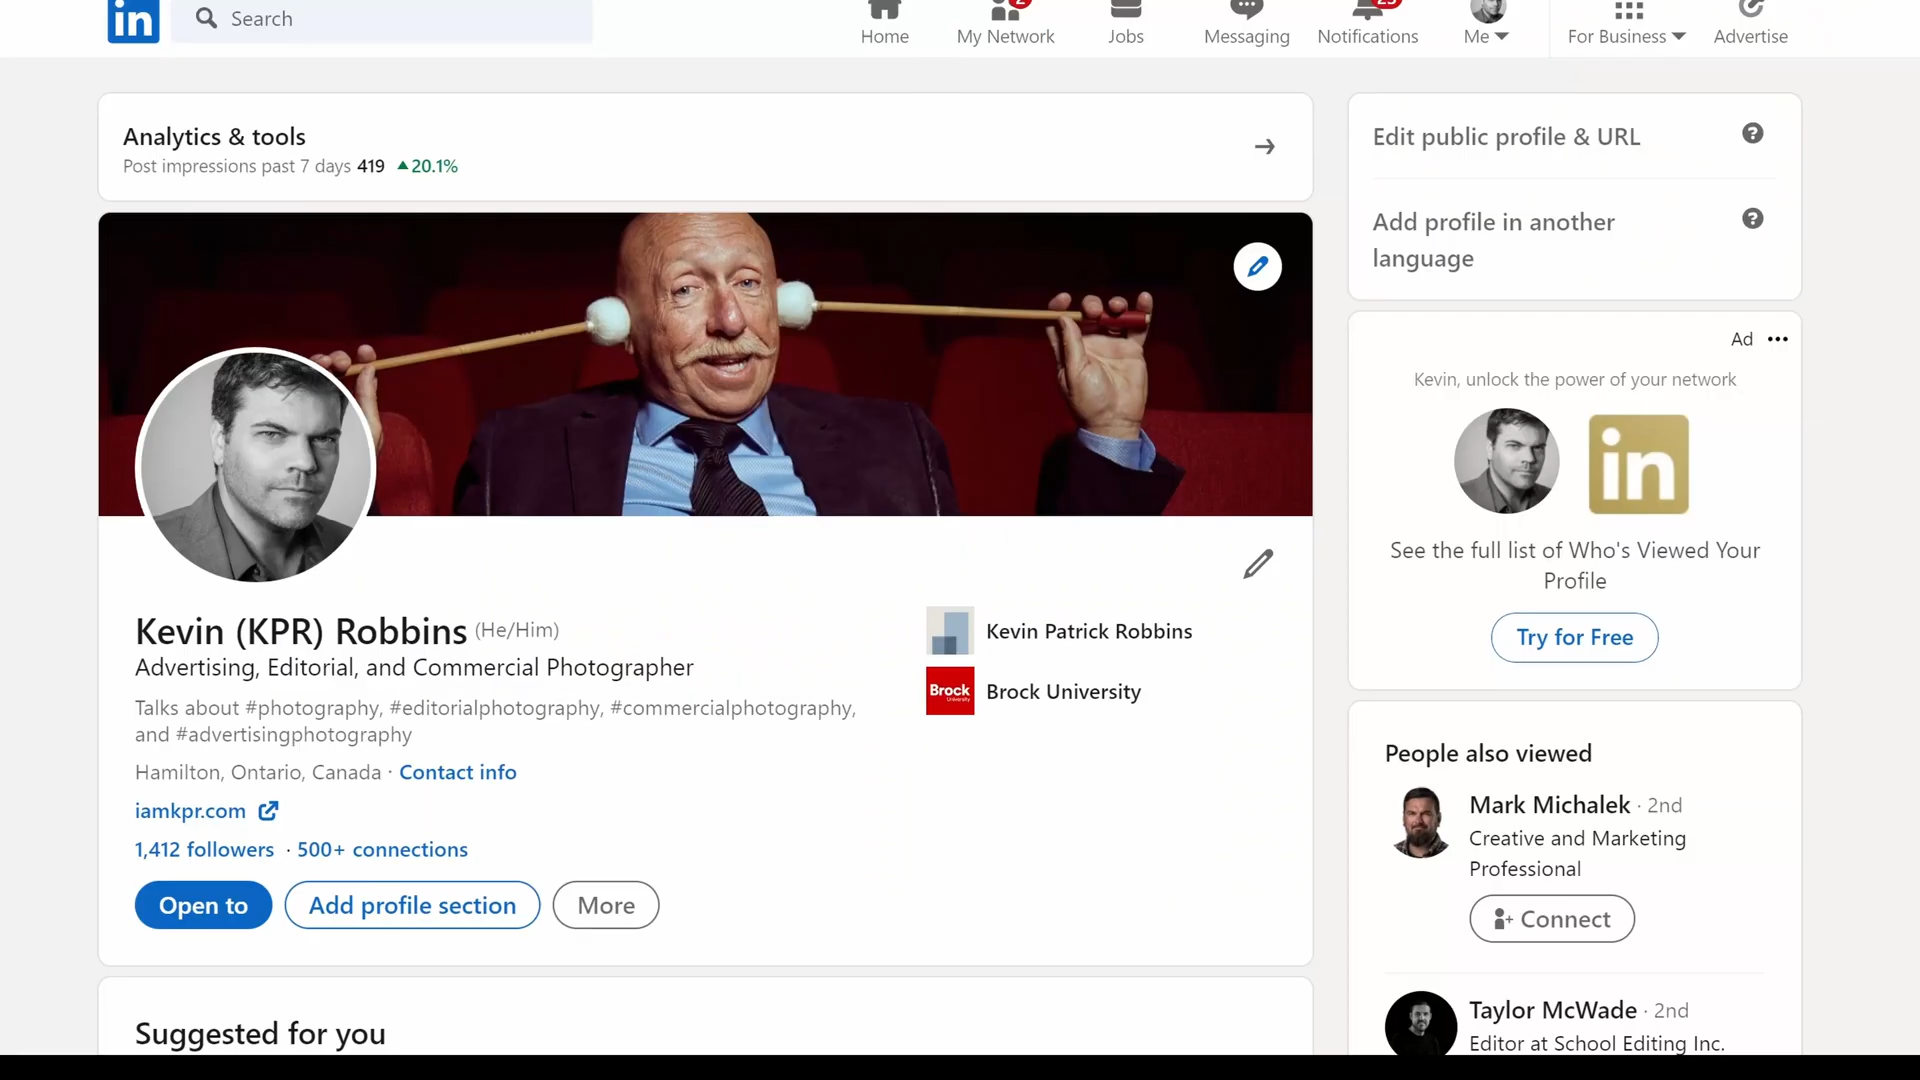 in
Search
2
25
Home
My Network
Jobs
Messaging
Notifications
Me
For Business
Advertise
Analytics & tools
Post impressions past 7 days 419 20.1%
Kevin (KPR) Robbins (He/Him)
Advertising, Editorial, and Commercial Photographer
Talks about #photography, #editorialphotography, #commercialphotography,
and #advertisingphotography
Hamilton, Ontario, Canada · Contact info
iamkpr.com
1,412 followers · 500+ connections
Open to
Add profile section
More
Kevin Patrick Robbins
Brock
University
Brock University
Suggested for you
Edit public profile & URL
?
Add profile in another
language
?
Ad
Kevin, unlock the power of your network
in
See the full list of Who's Viewed Your
Profile
Try for Free
People also viewed
Mark Michalek · 2nd
Creative and Marketing
Professional
Connect
Taylor McWade · 2nd
Editor at School Editing Inc.